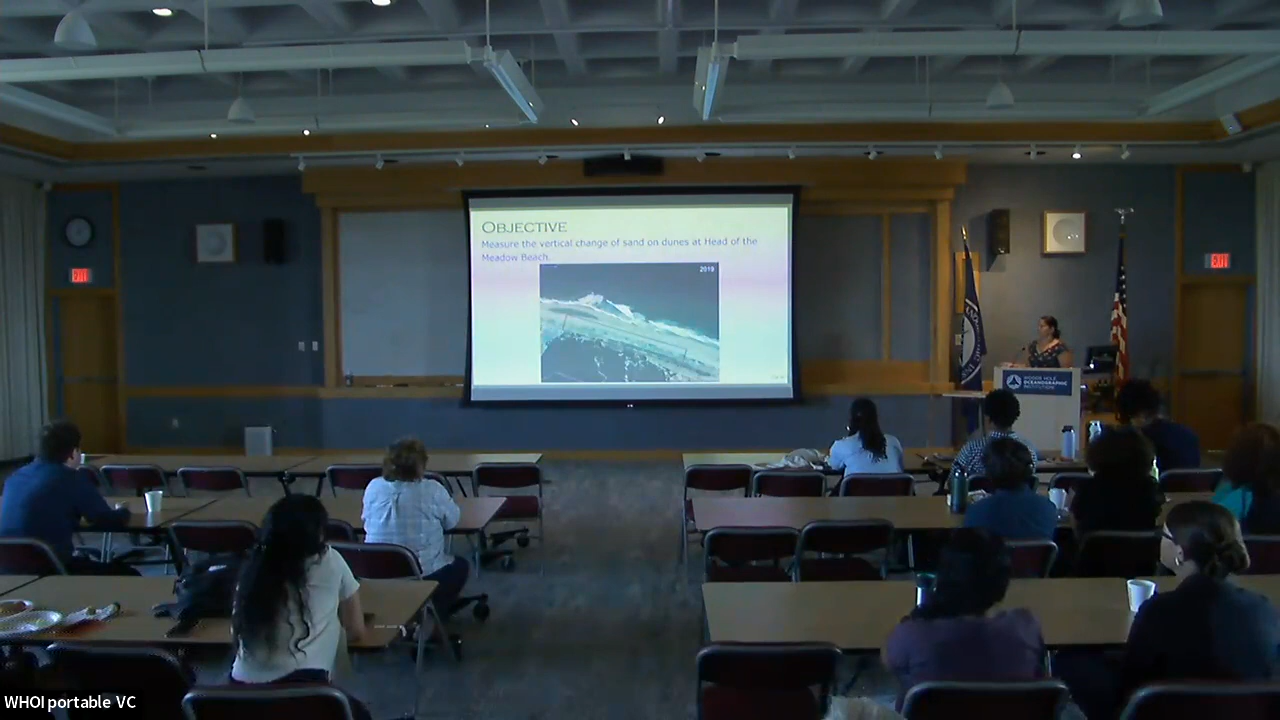 OBJECTIVE
Measure the vertical change of sand on dunes at Head of the
Meadow Beach.
2019
EXIT
EXIT
WOODS HOLE
OCEANOGRAPHIC
INSTITUTION
WHOI portable VC